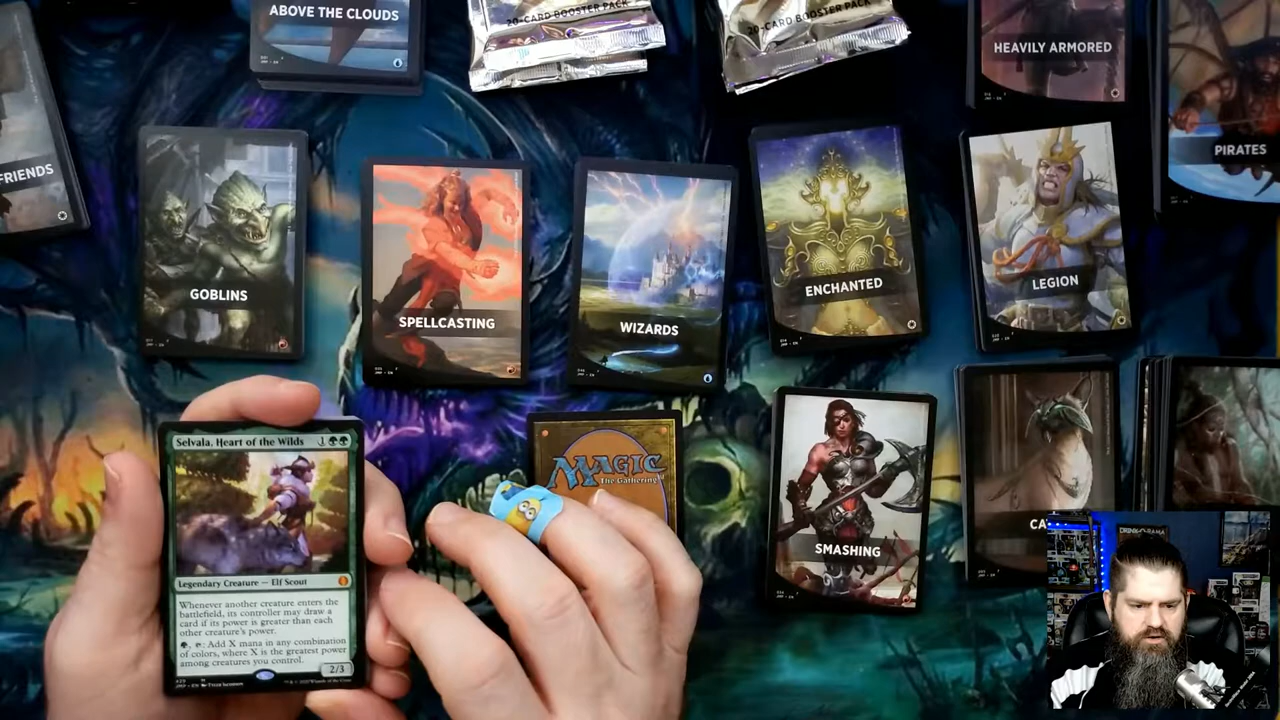 ABOVE THE CLOUDS
20-CARD BOOSTER PACK
20-CARD BOOSTER PACK
HEAVILY ARMORED
PIRATES
FRIENDS
GOBLINS
SPELLCASTING
WIZARDS
ENCHANTED
LEGION
Selvala, Heart of the Wilds 1
Legendary Creature — Elf Scout
Whenever another creature enters the
battlefield, its controller may draw a
card if its power is greater than each
other creature's power.
: Add X mana in any combination
of colors, where X is the greatest power
among creatures you control.
2/3
MAGIC
The Gathering
SMASHING
CA